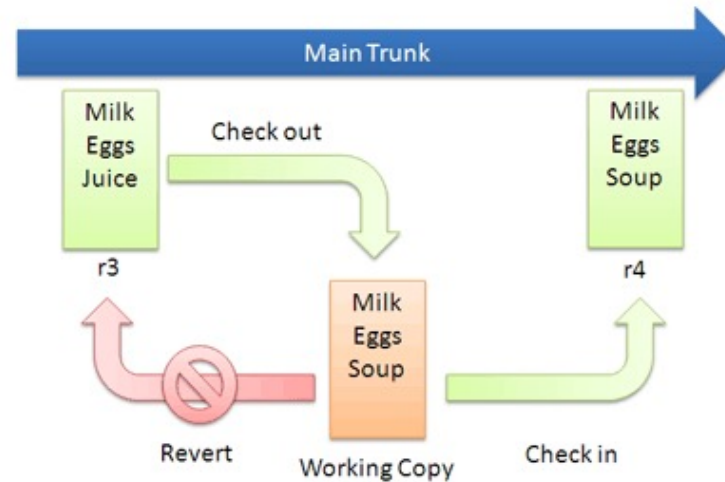 Main Trunk
Milk
Eggs
Juice
r3
Check out
Milk
Eggs
Soup
r4
Milk
Eggs
Soup
Working Copy
Revert
Check in